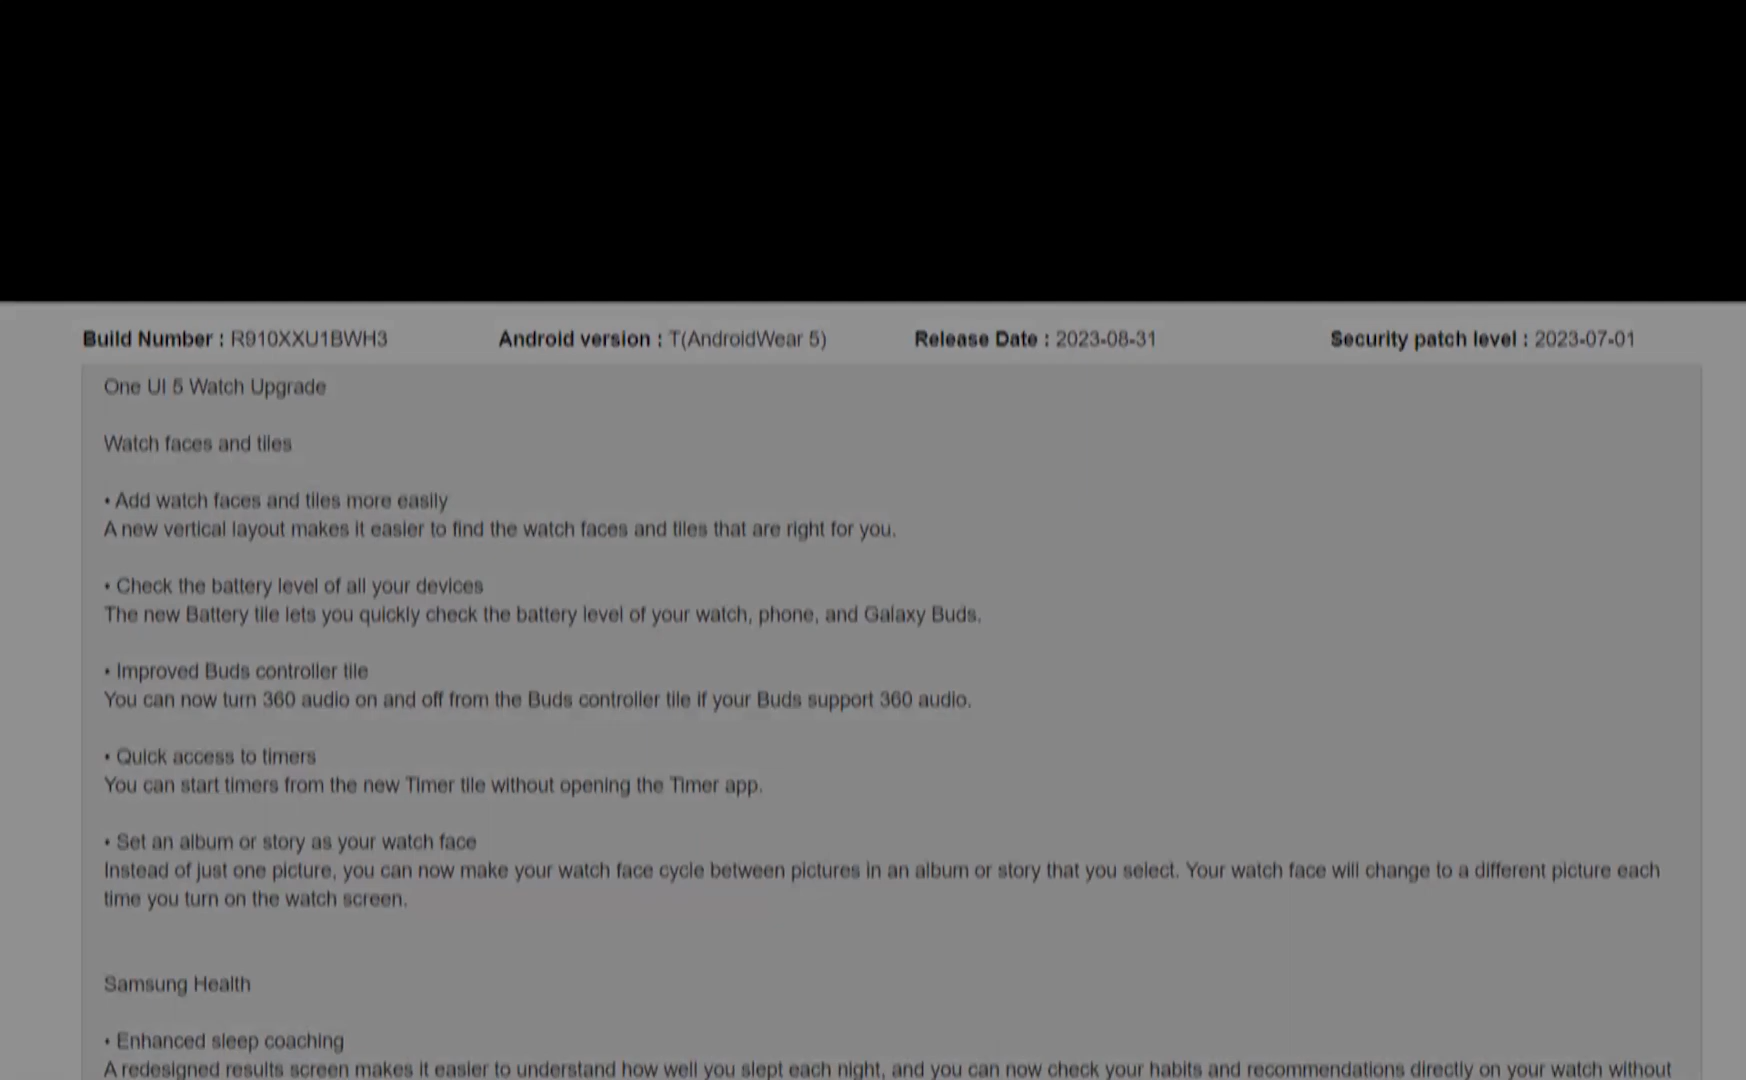 Build Number : R910XXU1BWH3 Android version : T(AndroidWear 5) Release Date : 2023-08-31 Security patch level : 2023-07-01
One UI 5 Watch Upgrade
Watch faces and tiles
• Add watch faces and tiles more easily
A new vertical layout makes it easier to find the watch faces and tiles that are right for you.
• Check the battery level of all your devices
The new Battery tile lets you quickly check the battery level of your watch, phone, and Galaxy Buds.
• Improved Buds controller tile
You can now turn 360 audio on and off from the Buds controller tile if your Buds support 360 audio.
• Quick access to timers
You can start timers from the new Timer tile without opening the Timer app.
• Set an album or story as your watch face
Instead of just one picture, you can now make your watch face cycle between pictures in an album or story that you select. Your watch face will change to a different picture each
time you turn on the watch screen.
Samsung Health
• Enhanced sleep coaching
A redesigned results screen makes it easier to understand how well you slept each night, and you can now check your habits and recommendations directly on your watch without